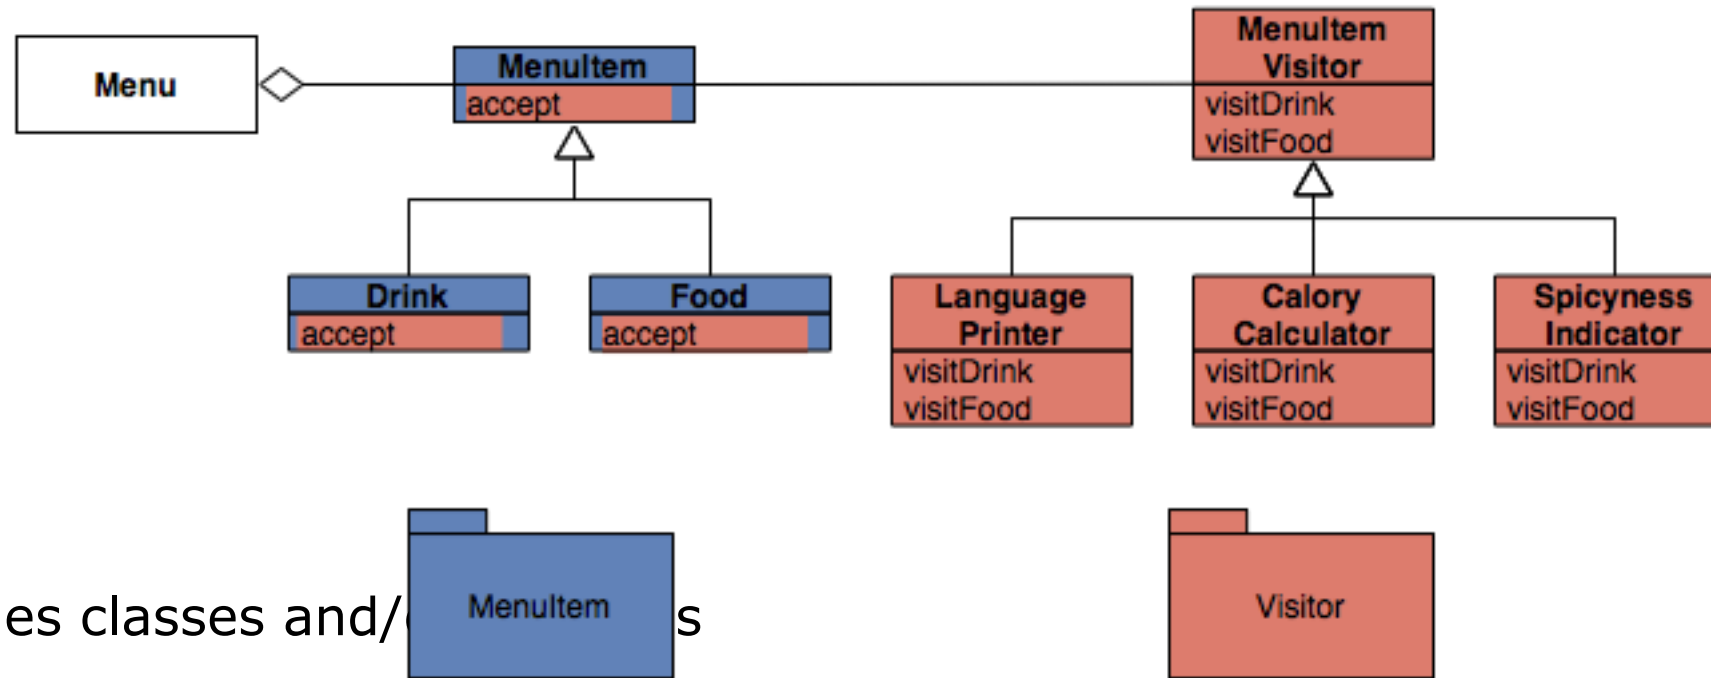 Menu
MenuItem
accept
MenuItem
Visitor
visitDrink
visitFood
Drink
accept
Food
accept
Language
Printer
visitDrink
visitFood
Calory
Calculator
visitDrink
visitFood
Spicyness
Indicator
visitDrink
visitFood
es classes and/
MenuItem
s
Visitor